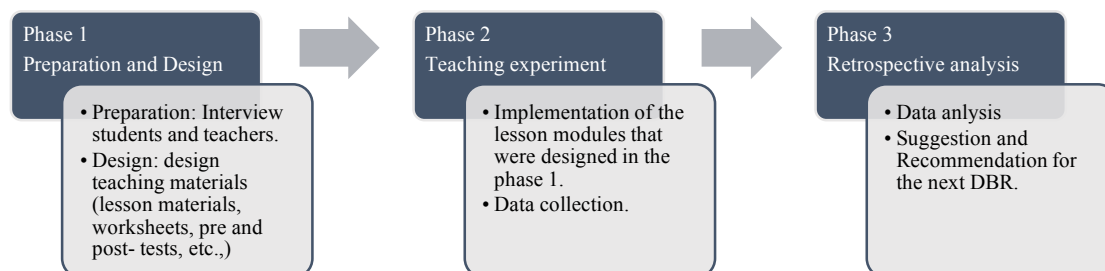 Phase 1
Preparation and Design
• Preparation: Interview
students and teachers.
• Design: design
teaching materials
(lesson materials,
worksheets, pre and
post- tests, etc.,)
Phase 2
Teaching experiment
• Implementation of the
lesson modules that
were designed in the
phase 1.
• Data collection.
Phase 3
Retrospective analysis
• Data anlysis
• Suggestion and
Recommendation for
the next DBR.